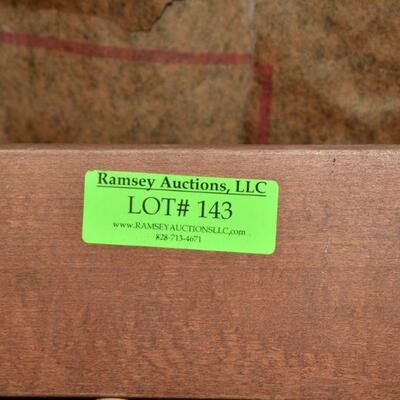 Ramsey Auctions, LLC
LOT# 143
www.RAMSEYAUCTIONSLLC,com
828-713-4671